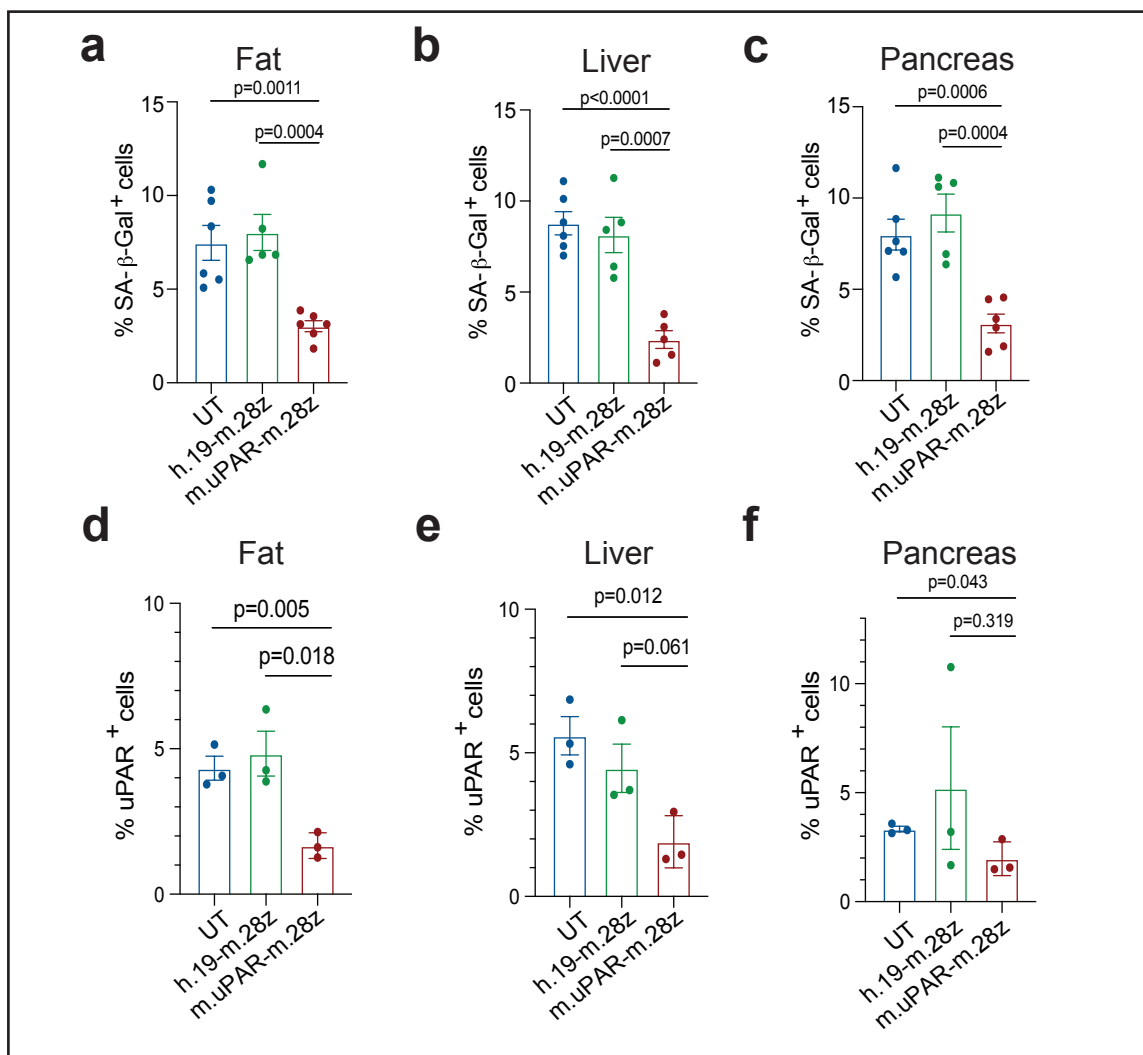 a
Fat
p=0.0011
p=0.0004
% SA-β-Gal⁺ cells
15
10
5
0
UT
h.19-m.28z
m.uPAR-m.28z
b
Liver
p<0.0001
p=0.0007
% SA-β-Gal⁺ cells
15
10
5
0
UT
h.19-m.28z
m.uPAR-m.28z
c
Pancreas
p=0.0006
p=0.0004
% SA-β-Gal⁺ cells
15
10
5
0
UT
h.19-m.28z
m.uPAR-m.28z
d
Fat
p=0.005
p=0.018
% uPAR⁺ cells
10
5
0
UT
h.19-m.28z
m.uPAR-m.28z
e
Liver
p=0.012
p=0.061
% uPAR⁺ cells
10
5
0
UT
h.19-m.28z
m.uPAR-m.28z
f
Pancreas
p=0.043
p=0.319
% uPAR⁺ cells
10
5
0
UT
h.19-m.28z
m.uPAR-m.28z